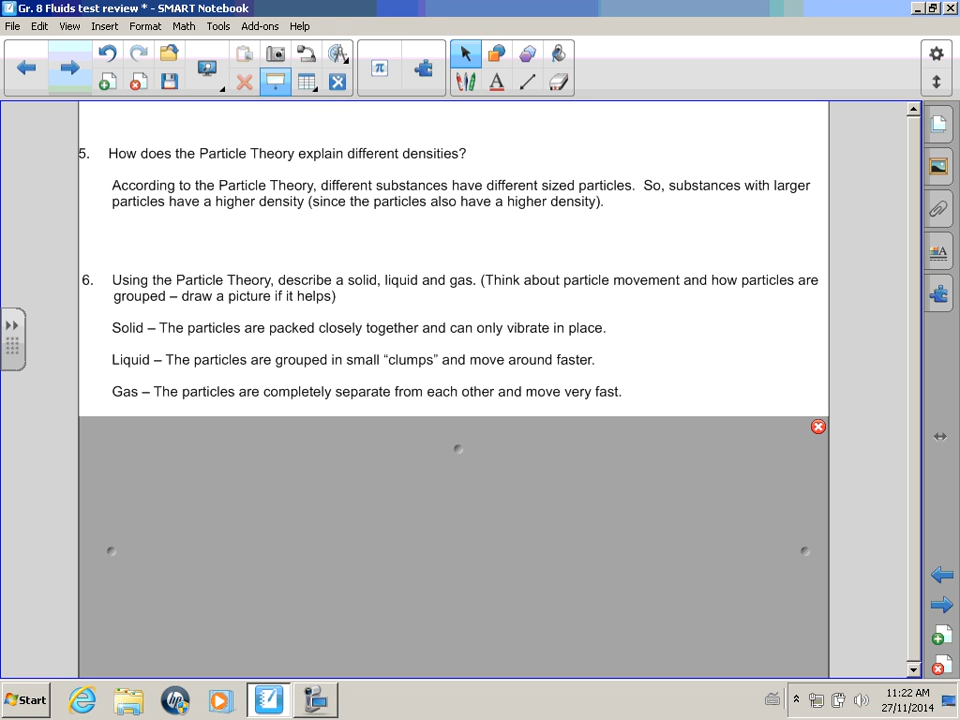 Gr. 8 Fluids test review * - SMART Notebook
File Edit View Insert Format Math Tools Add-ons Help
5. How does the Particle Theory explain different densities?
According to the Particle Theory, different substances have different sized particles. So, substances with larger
particles have a higher density (since the particles also have a higher density).
6. Using the Particle Theory, describe a solid, liquid and gas. (Think about particle movement and how particles are
grouped – draw a picture if it helps)
Solid – The particles are packed closely together and can only vibrate in place.
Liquid – The particles are grouped in small “clumps” and move around faster.
Gas – The particles are completely separate from each other and move very fast.
Start
11:22 AM
27/11/2014